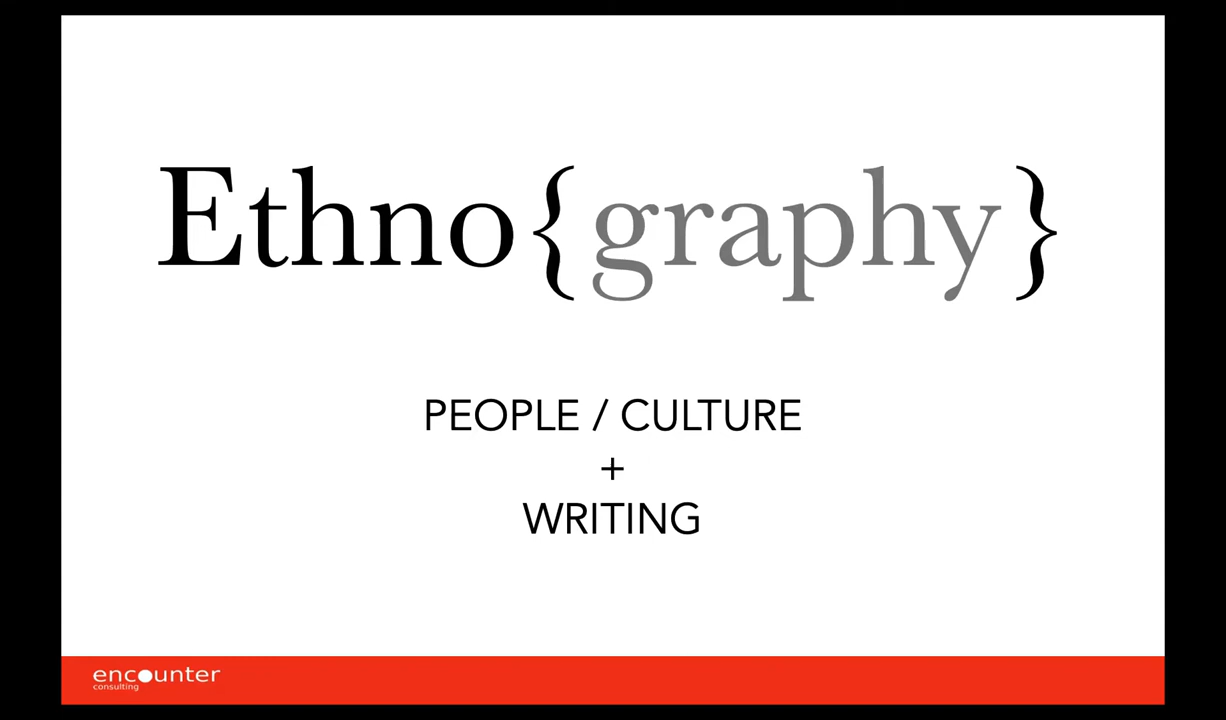 Ethno{graphy}
PEOPLE / CULTURE
+
WRITING
encounter
consulting